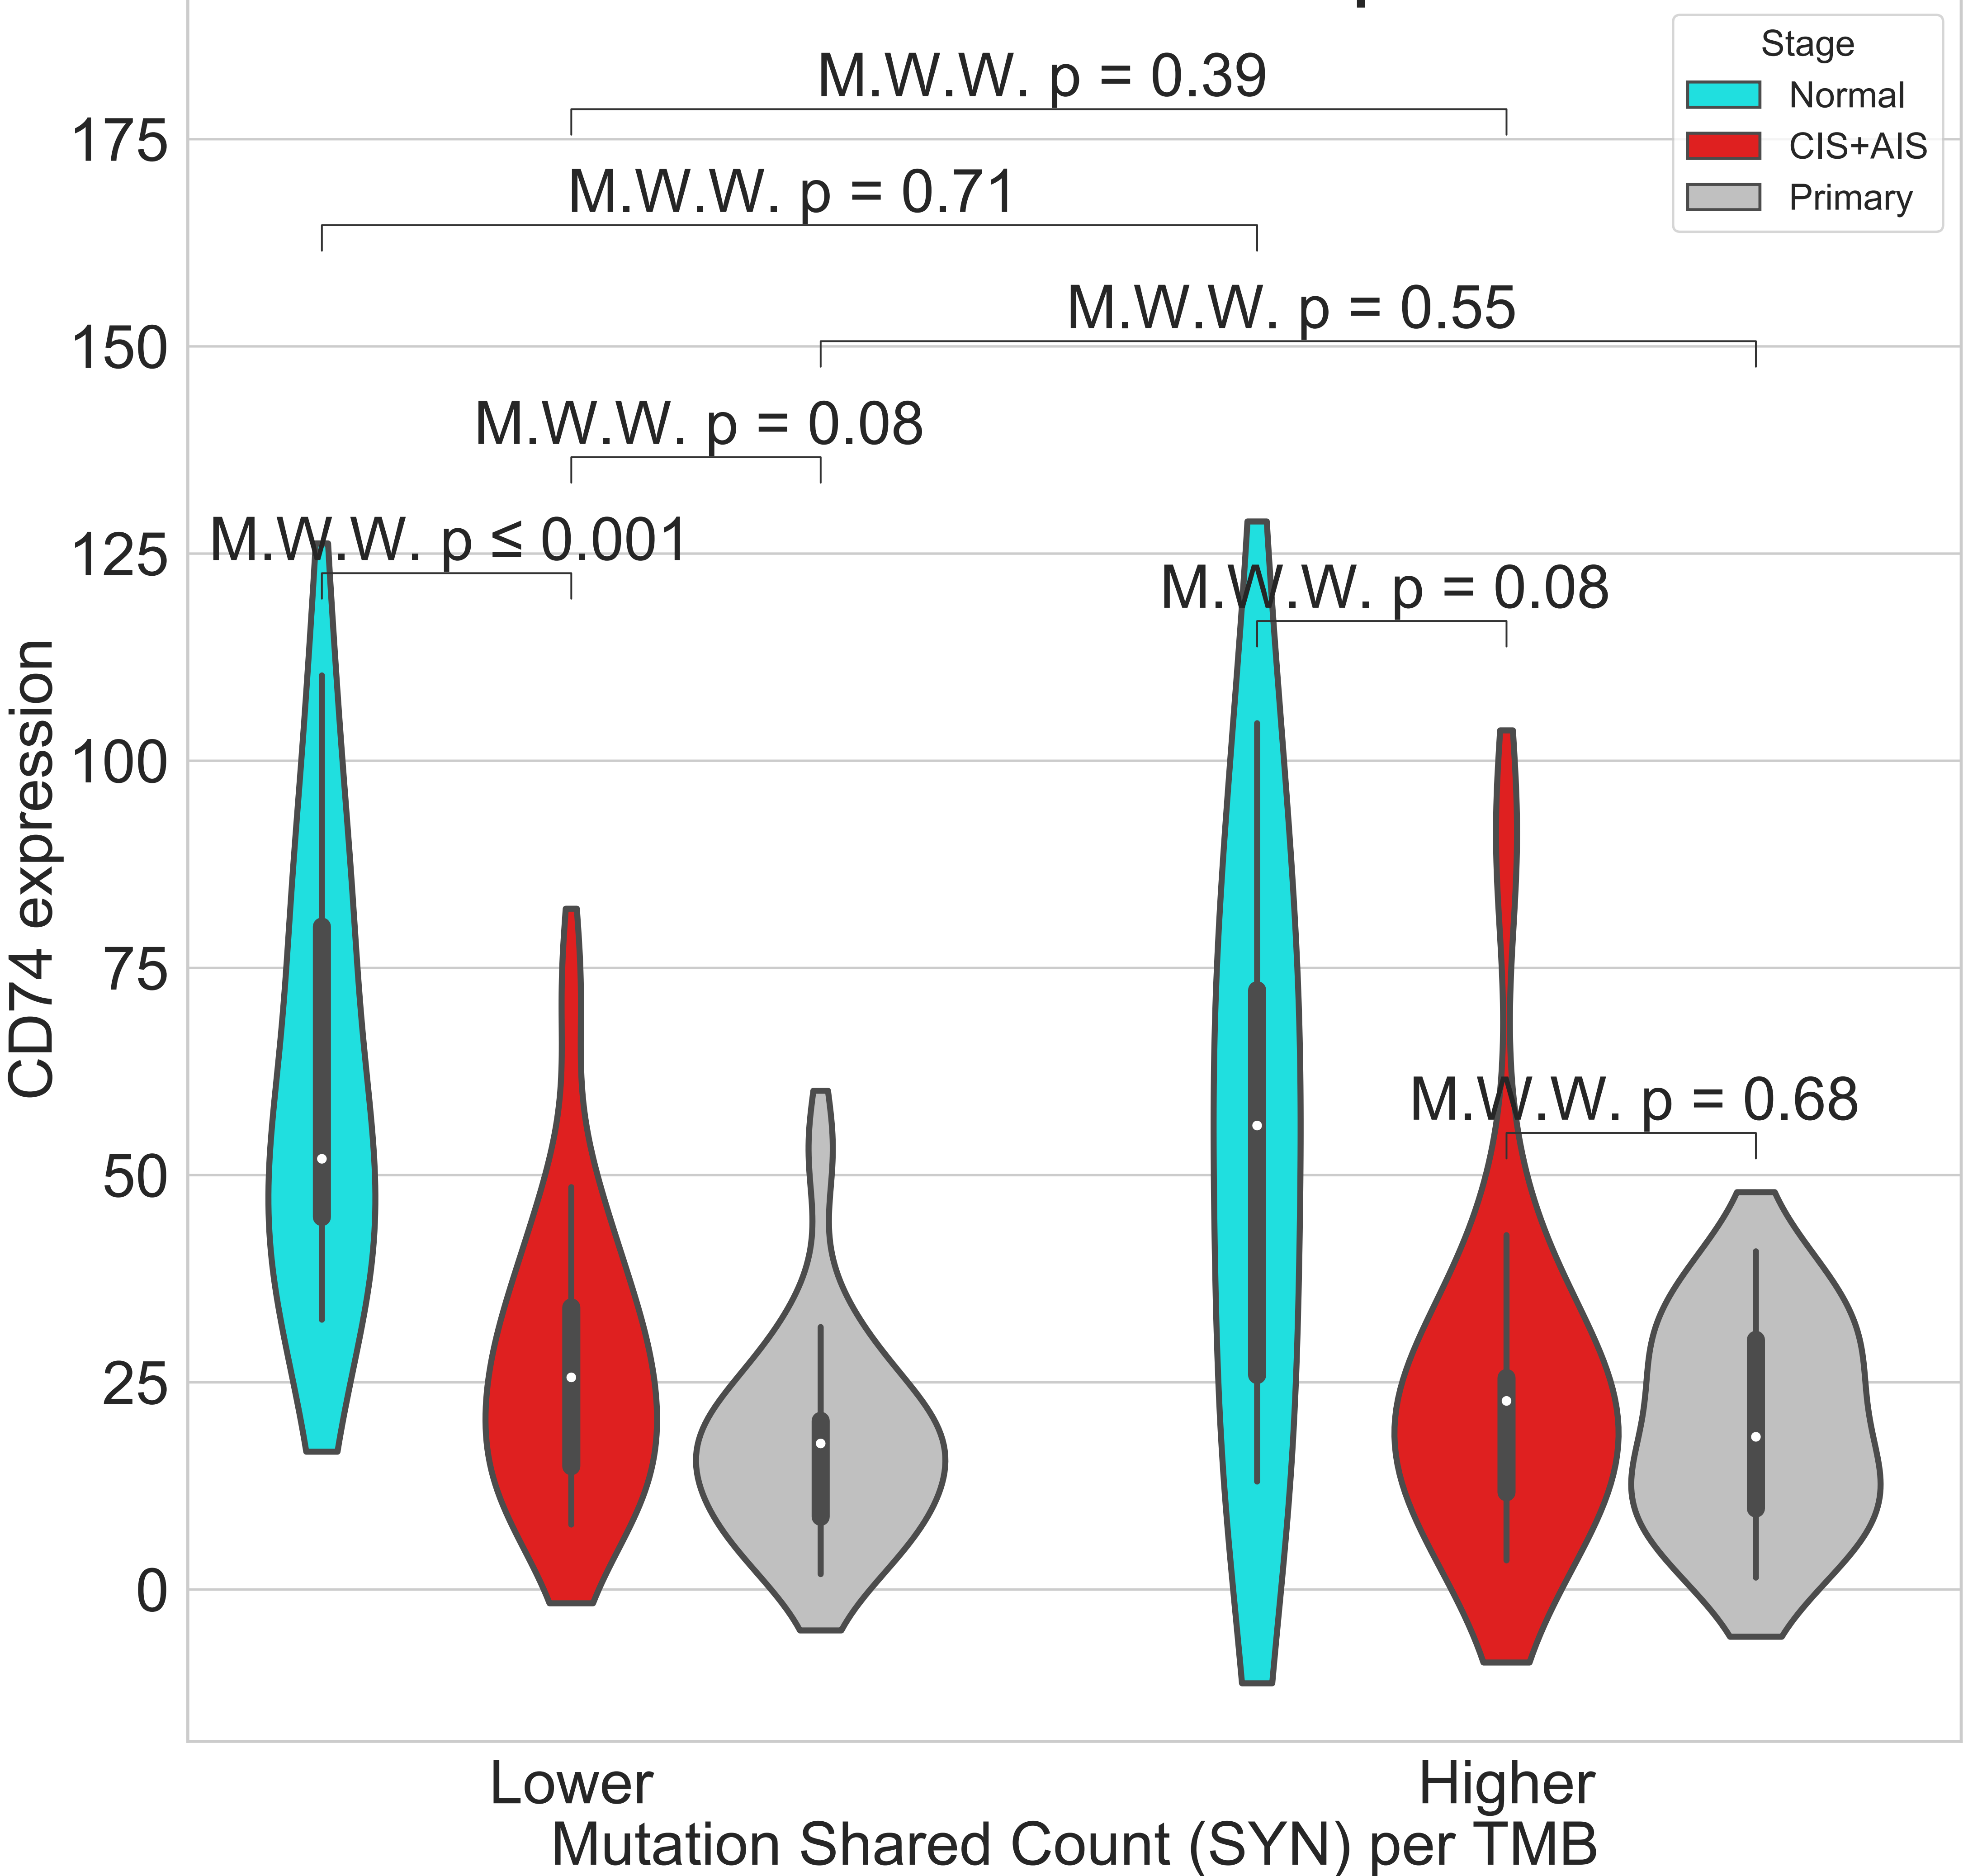 Stage
Normal
CIS+AIS
Primary
M.W.W. p = 0.39
175
M.W.W. p = 0.71
M.W.W. p = 0.55
150
M.W.W. p = 0.08
M.W.W. p ≤ 0.001
125
M.W.W. p = 0.08
100
CD74 expression
75
M.W.W. p = 0.68
50
25
0
Lower
Higher
Mutation Shared Count (SYN) per TMB